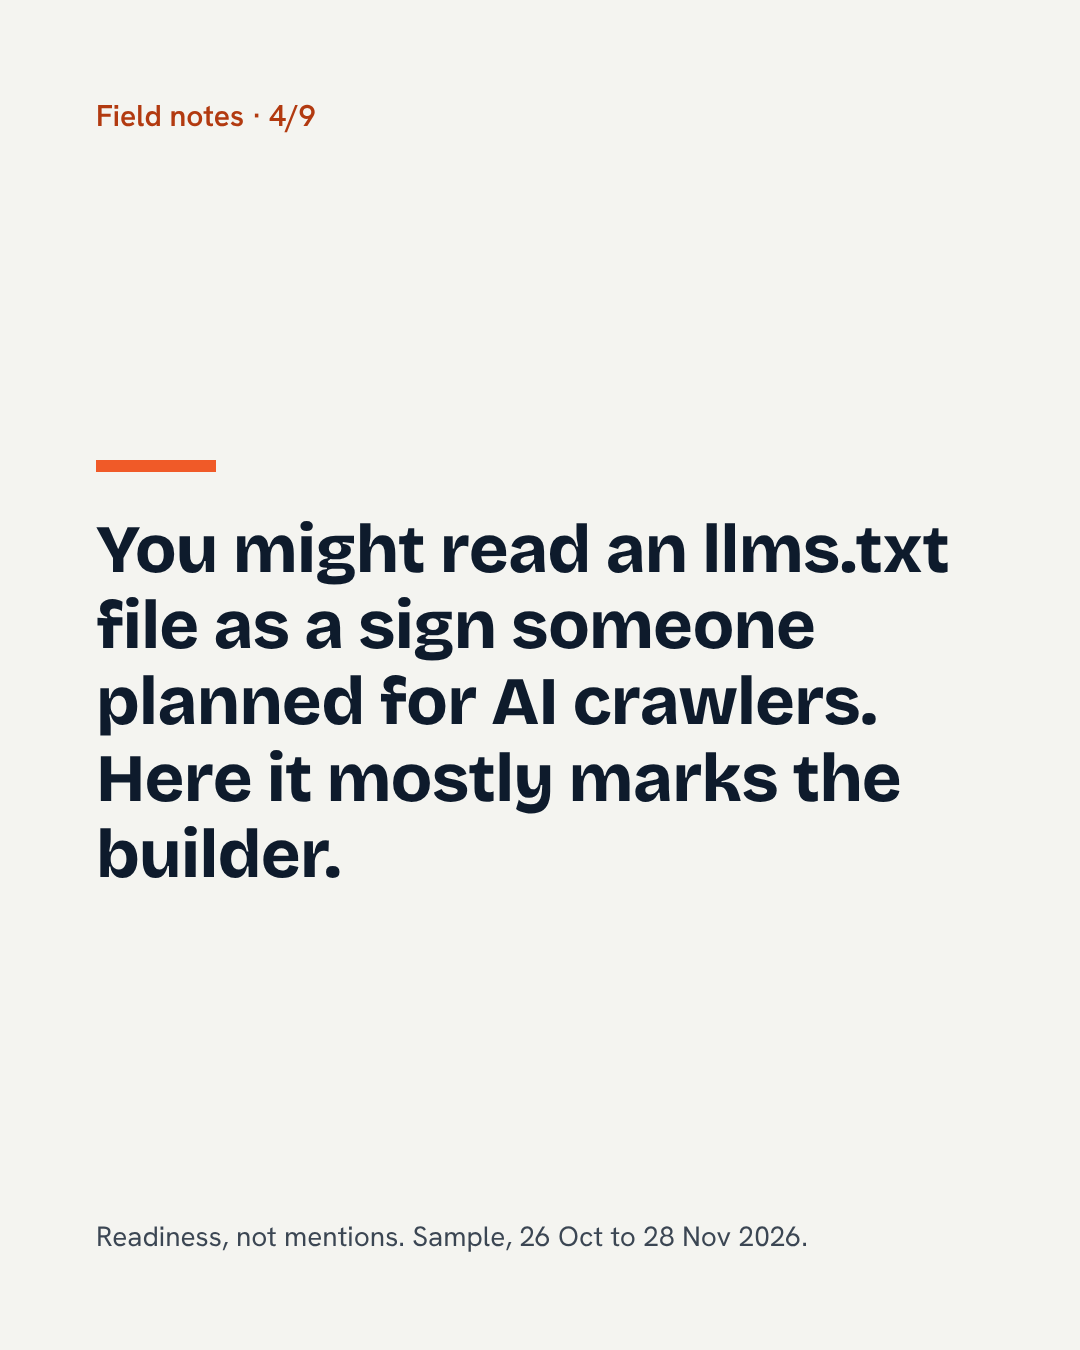 Field notes · 4/9
You might read an llms.txt
file as a sign someone
planned for AI crawlers.
Here it mostly marks the
builder.
Readiness, not mentions. Sample, 26 Oct to 28 Nov 2026.